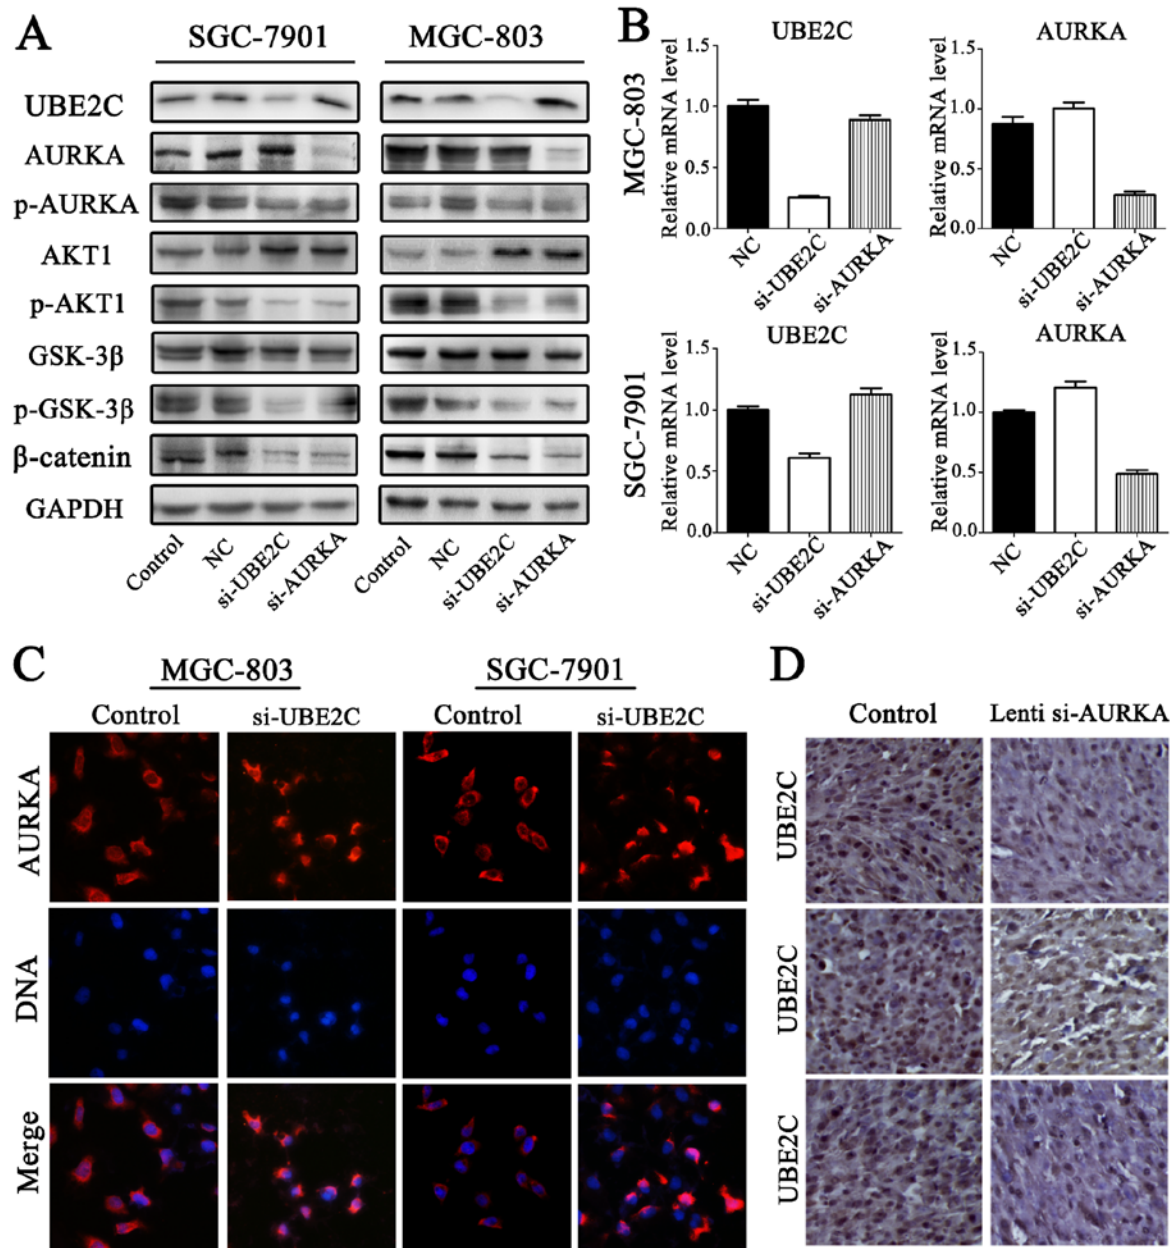 A
SGC-7901 MGC-803
UBE2C
AURKA
p-AURKA
AKT1
p-AKT1
GSK-3β
p-GSK-3β
β-catenin
GAPDH
Control NC si-UBE2C si-AURKA Control NC si-UBE2C si-AURKA
B
MGC-803
UBE2C
Relative mRNA level
1.5
1.0
0.5
0.0
NC si-UBE2C si-AURKA
AURKA
Relative mRNA level
1.5
1.0
0.5
0.0
NC si-UBE2C si-AURKA
SGC-7901
UBE2C
Relative mRNA level
1.5
1.0
0.5
0.0
NC si-UBE2C si-AURKA
AURKA
Relative mRNA level
1.5
1.0
0.5
0.0
NC si-UBE2C si-AURKA
C
MGC-803 SGC-7901
Control si-UBE2C Control si-UBE2C
AURKA
DNA
Merge
D
Control Lenti si-AURKA
UBE2C
UBE2C
UBE2C